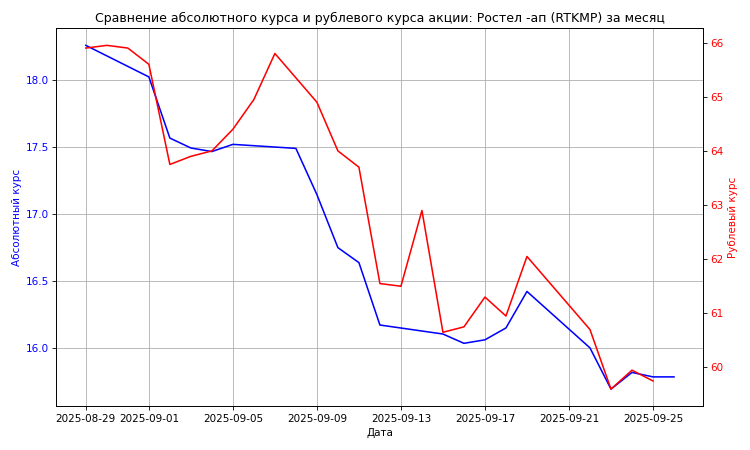 Сравнение абсолютного курса и рублевого курса акции: Ростел -ап (RTKMP) за месяц
18.0
17.5
17.0
16.5
16.0
Абсолютный курс
66
65
64
63
62
61
60
Рублевый курс
2025-08-29 2025-09-01 2025-09-05 2025-09-09 2025-09-13 2025-09-17 2025-09-21 2025-09-25
Дата